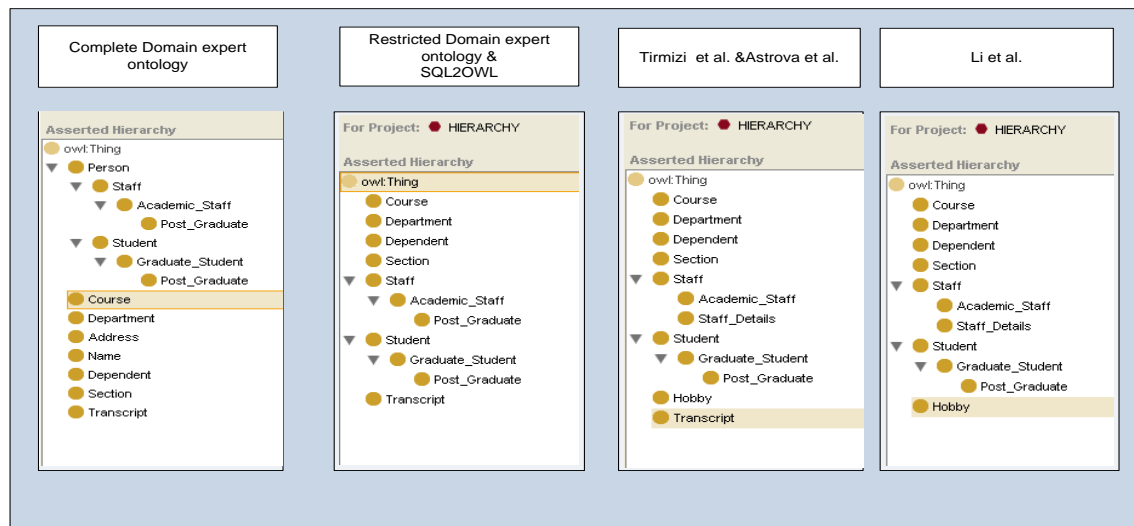 Complete Domain expert
ontology
Restricted Domain expert
ontology &
SQL2OWL
Tirmizi et al. &Astrova et al.
Li et al.
Asserted Hierarchy
owl:Thing
Person
Staff
Academic_Staff
Post_Graduate
Student
Graduate_Student
Post_Graduate
Course
Department
Address
Name
Dependent
Section
Transcript
For Project: HIERARCHY
Asserted Hierarchy
owl:Thing
Course
Department
Dependent
Section
Staff
Academic_Staff
Post_Graduate
Student
Graduate_Student
Post_Graduate
Transcript
For Project: HIERARCHY
Asserted Hierarchy
owl:Thing
Course
Department
Dependent
Section
Staff
Academic_Staff
Staff_Details
Student
Graduate_Student
Post_Graduate
Hobby
Transcript
For Project: HIERARCHY
Asserted Hierarchy
owl:Thing
Course
Department
Dependent
Section
Staff
Academic_Staff
Staff_Details
Student
Graduate_Student
Post_Graduate
Hobby